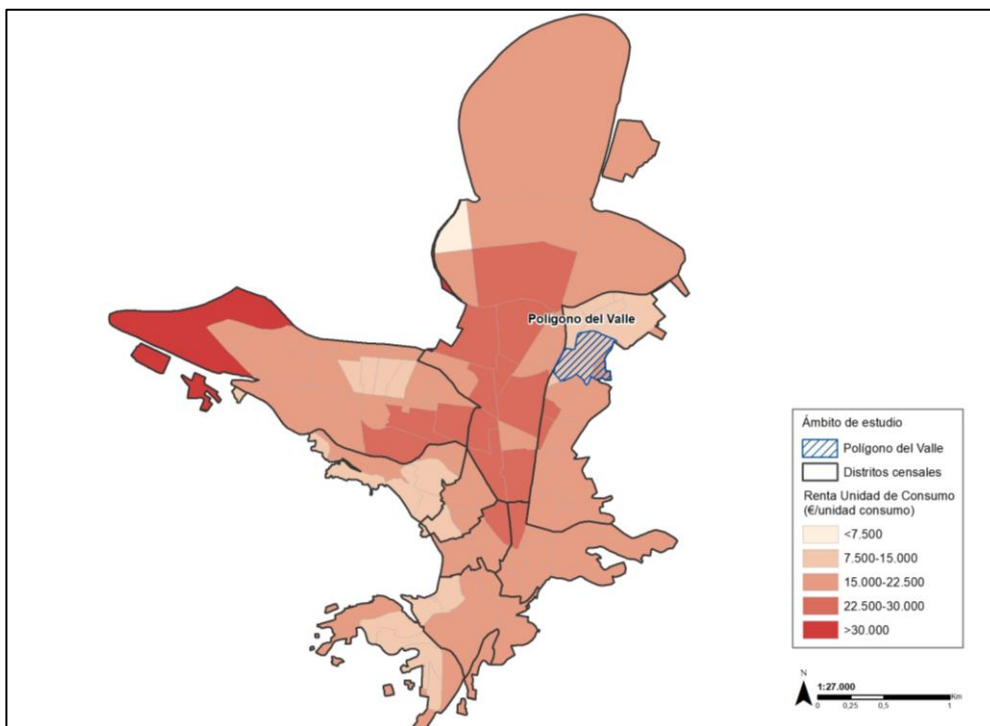 Polígono del Valle
Ámbito de estudio
Polígono del Valle
Distritos censales
Renta Unidad de Consumo
(€/unidad consumo)
<7.500
7.500-15.000
15.000-22.500
22.500-30.000
>30.000
N
1:27.000
Km
0 0,25 0,5 1